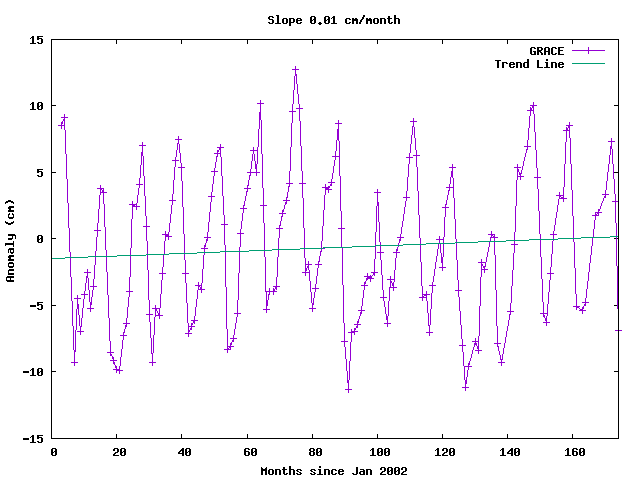 Slope 0.01 cm/month
GRACE
Trend Line
15
10
5
0
-5
-10
-15
Anomaly (cm)
0 20 40 60 80 100 120 140 160
Months since Jan 2002